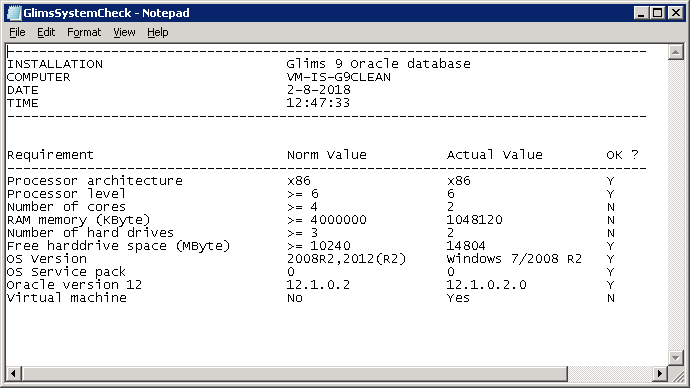 GlimsSystemCheck - Notepad
File Edit Format View Help
--------------------------------------------------------------------------------
INSTALLATION Glims 9 Oracle database
COMPUTER VM-IS-G9CLEAN
DATE 2-8-2018
TIME 12:47:33
--------------------------------------------------------------------------------
Requirement Norm Value Actual Value OK ?
--------------------------------------------------------------------------------
Processor architecture x86 x86 Y
Processor level >= 6 6 Y
Number of cores >= 4 2 N
RAM memory (KByte) >= 4000000 1048120 N
Number of hard drives >= 3 2 N
Free harddrive space (MByte) >= 10240 14804 Y
OS Version 2008R2,2012(R2) Windows 7/2008 R2 Y
OS Service pack 0 0 Y
Oracle version 12 12.1.0.2 12.1.0.2.0 Y
Virtual machine No Yes N